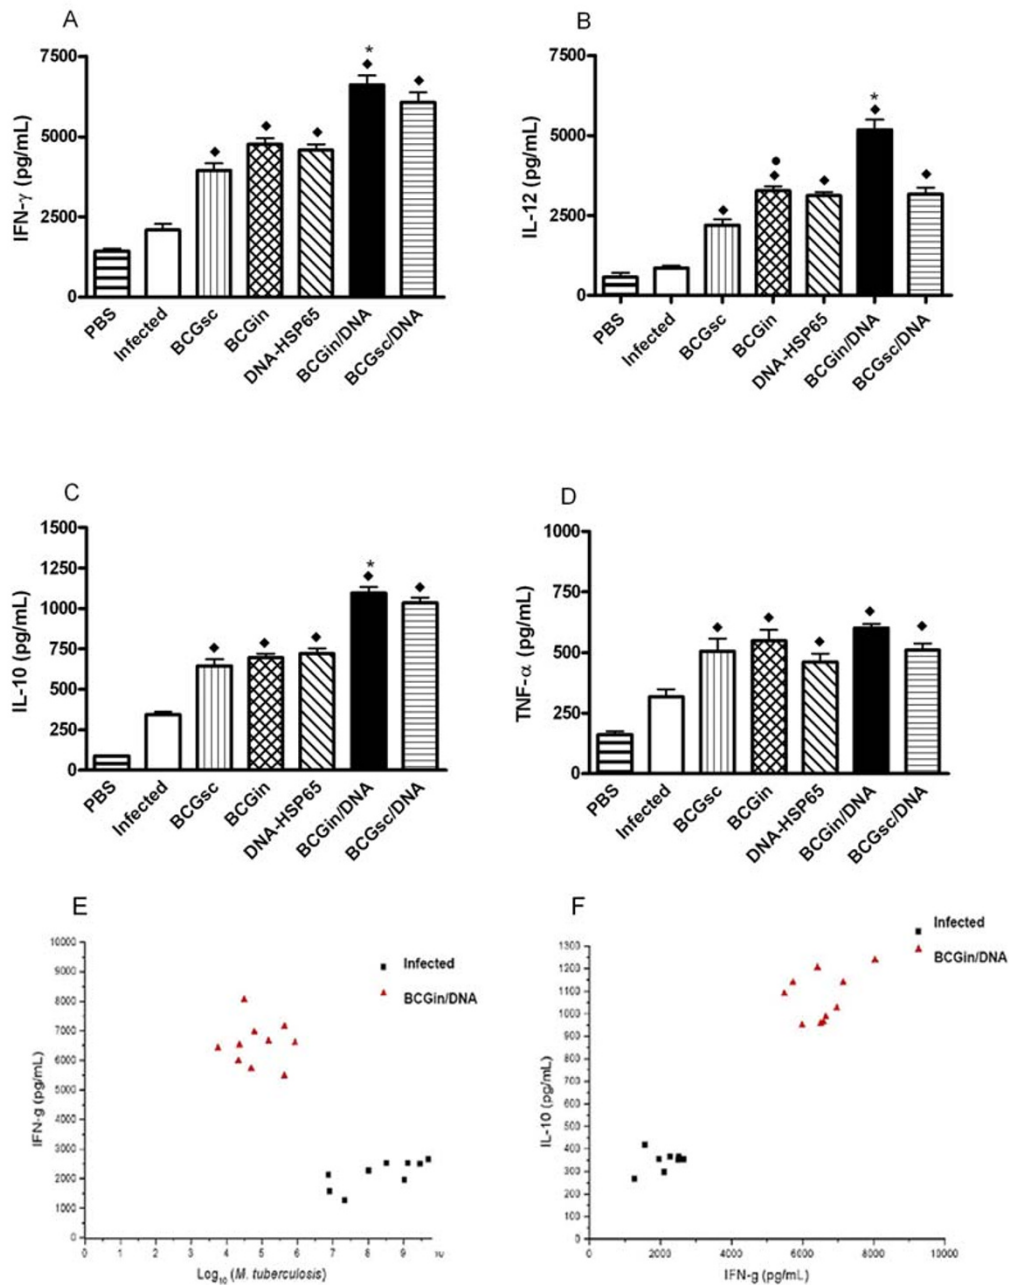 A
IFN-γ (pg/mL)
7500
5000
2500
0
*
PBS
Infected
BCGsc
BCGin
DNA-HSP65
BCGin/DNA
BCGsc/DNA
B
IL-12 (pg/mL)
7500
5000
2500
0
*
PBS
Infected
BCGsc
BCGin
DNA-HSP65
BCGin/DNA
BCGsc/DNA
C
IL-10 (pg/mL)
1500
1250
1000
750
500
250
0
*
PBS
Infected
BCGsc
BCGin
DNA-HSP65
BCGin/DNA
BCGsc/DNA
D
TNF-α (pg/mL)
1000
750
500
250
0
PBS
Infected
BCGsc
BCGin
DNA-HSP65
BCGin/DNA
BCGsc/DNA
E
Infected
BCGin/DNA
IFN-g (pg/mL)
10000
9000
8000
7000
6000
5000
4000
3000
2000
1000
0
0 1 2 3 4 5 6 7 8 9 10
Log10 (M. tuberculosis)
F
Infected
BCGin/DNA
IL-10 (pg/mL)
1300
1200
1100
1000
900
800
700
600
500
400
300
200
100
0
0 2000 4000 6000 8000 10000
IFN-g (pg/mL)